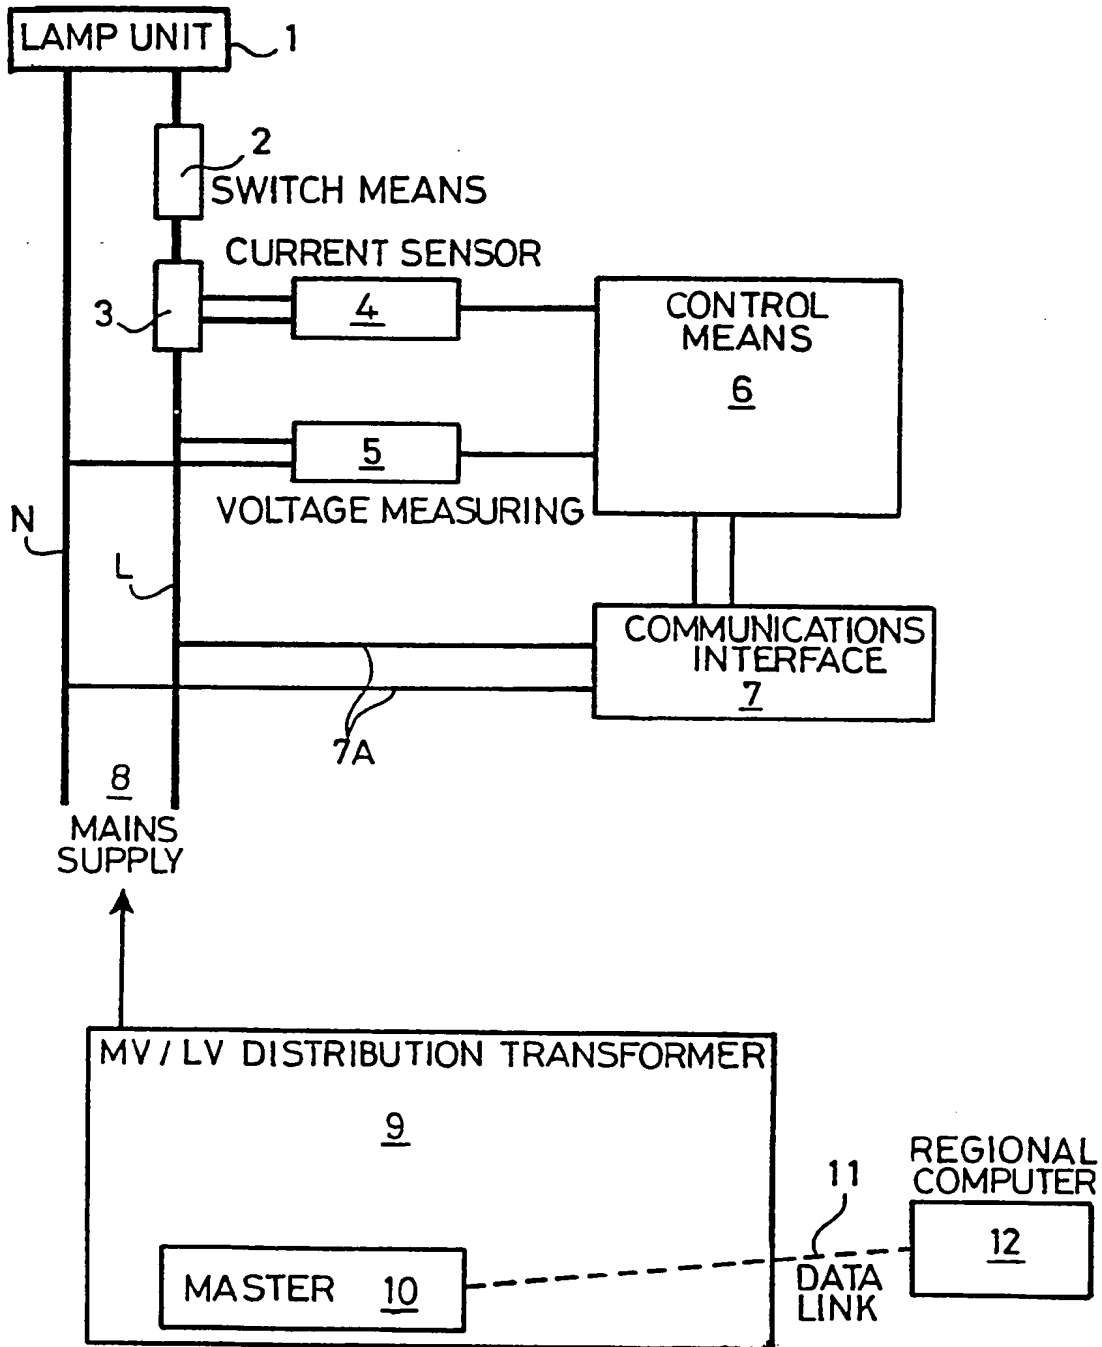 LAMP UNIT
1
2
SWITCH MEANS
CURRENT SENSOR
3
4
CONTROL
MEANS
6
5
VOLTAGE MEASURING
N
L
COMMUNICATIONS
INTERFACE
7
7A
8
MAINS
SUPPLY
MV / LV DISTRIBUTION TRANSFORMER
9
REGIONAL
COMPUTER
11
12
MASTER 10
DATA
LINK